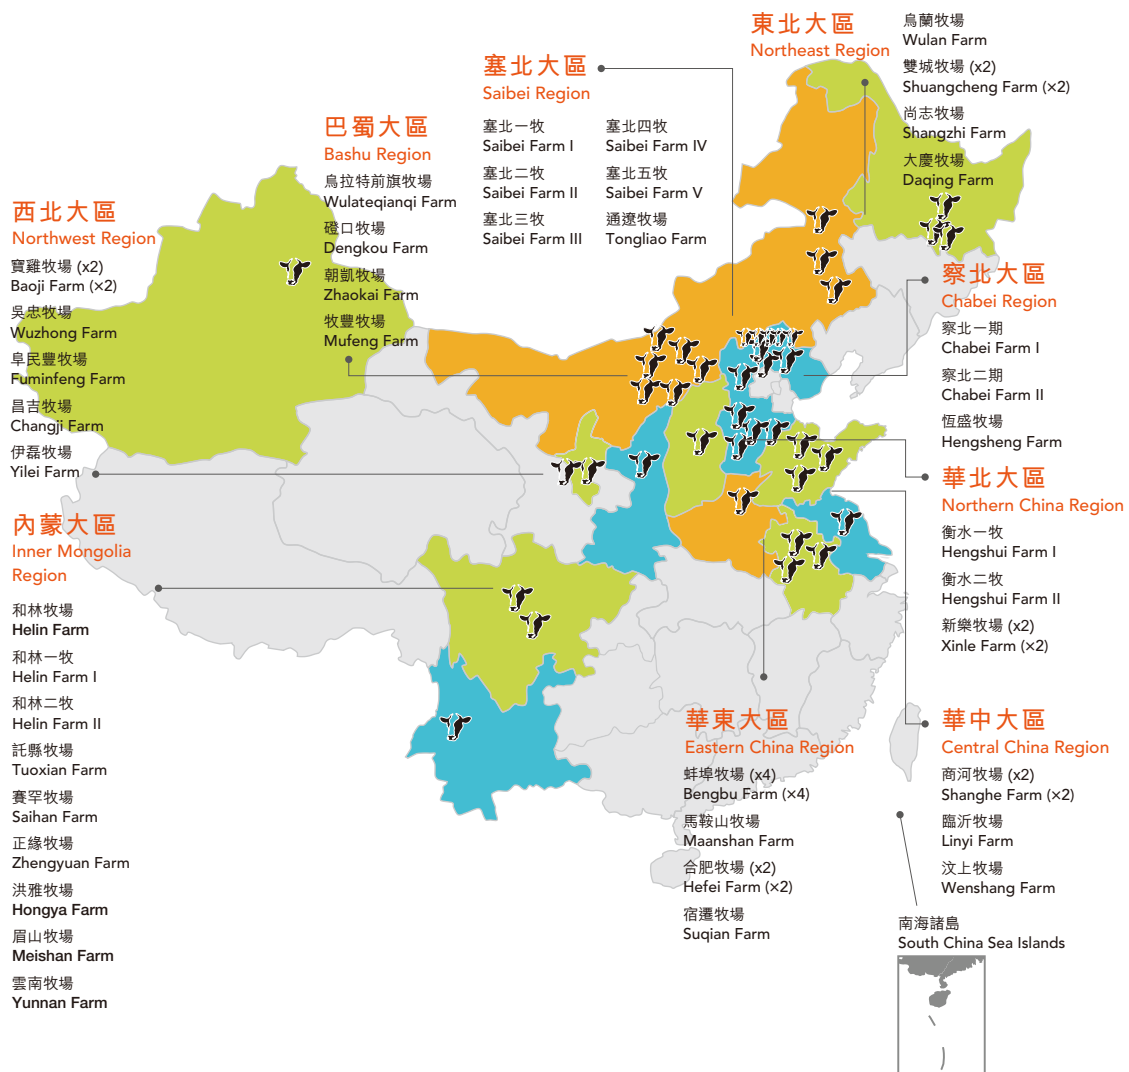 東北大區
Northeast Region
烏蘭牧場
Wulan Farm
雙城牧場 (x2)
Shuangcheng Farm (×2)
尚志牧場
Shangzhi Farm
大慶牧場
Daqing Farm
塞北大區
Saibei Region
塞北一牧
Saibei Farm I
塞北二牧
Saibei Farm II
塞北三牧
Saibei Farm III
塞北四牧
Saibei Farm IV
塞北五牧
Saibei Farm V
通遼牧場
Tongliao Farm
巴蜀大區
Bashu Region
烏拉特前旗牧場
Wulateqianqi Farm
磴口牧場
Dengkou Farm
朝凱牧場
Zhaokai Farm
牧豐牧場
Mufeng Farm
西北大區
Northwest Region
寶雞牧場 (x2)
Baoji Farm (×2)
吳忠牧場
Wuzhong Farm
阜民豐牧場
Fuminfeng Farm
昌吉牧場
Changji Farm
伊磊牧場
Yilei Farm
內蒙大區
Inner Mongolia
Region
和林牧場
Helin Farm
和林一牧
Helin Farm I
和林二牧
Helin Farm II
託縣牧場
Tuoxian Farm
賽罕牧場
Saihan Farm
正緣牧場
Zhengyuan Farm
洪雅牧場
Hongya Farm
眉山牧場
Meishan Farm
雲南牧場
Yunnan Farm
察北大區
Chabei Region
察北一期
Chabei Farm I
察北二期
Chabei Farm II
恆盛牧場
Hengsheng Farm
華北大區
Northern China Region
衡水一牧
Hengshui Farm I
衡水二牧
Hengshui Farm II
新樂牧場 (x2)
Xinle Farm (×2)
華東大區
Eastern China Region
蚌埠牧場 (x4)
Bengbu Farm (×4)
馬鞍山牧場
Maanshan Farm
合肥牧場 (x2)
Hefei Farm (×2)
宿遷牧場
Suqian Farm
華中大區
Central China Region
商河牧場 (x2)
Shanghe Farm (×2)
臨沂牧場
Linyi Farm
汶上牧場
Wenshang Farm
南海諸島
South China Sea Islands